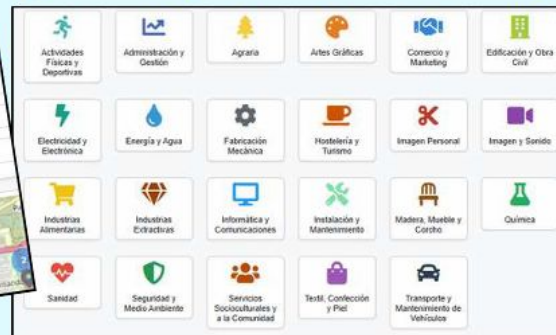 Actividades
Físicas y
Deportivas
Administración y
Gestión
Agraria
Artes Gráficas
Comercio y
Marketing
Edificación y Obra
Civil
Electricidad y
Electrónica
Energía y Agua
Fabricación
Mecánica
Hostelería y
Turismo
Imagen Personal
Imagen y Sonido
Industrias
Alimentarias
Industrias
Extractivas
Informática y
Comunicaciones
Instalación y
Mantenimiento
Madera, Mueble y
Corcho
Química
Sanidad
Seguridad y
Medio Ambiente
Servicios
Socioculturales y
a la Comunidad
Textil, Confección
y Piel
Transporte y
Mantenimiento de
Vehículos
2